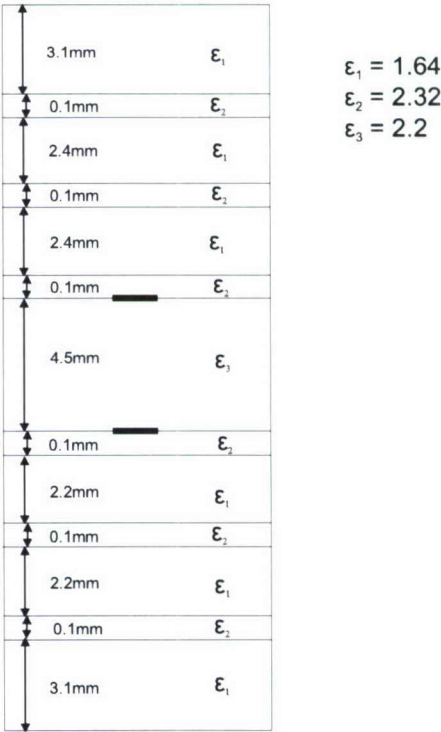 3.1mm ε₁
ε₁ = 1.64
0.1mm ε₂
ε₂ = 2.32
2.4mm ε₁
ε₃ = 2.2
0.1mm ε₂
2.4mm ε₁
0.1mm ε₂
4.5mm ε₃
0.1mm ε₂
2.2mm ε₁
0.1mm ε₂
2.2mm ε₁
0.1mm ε₂
3.1mm ε₁